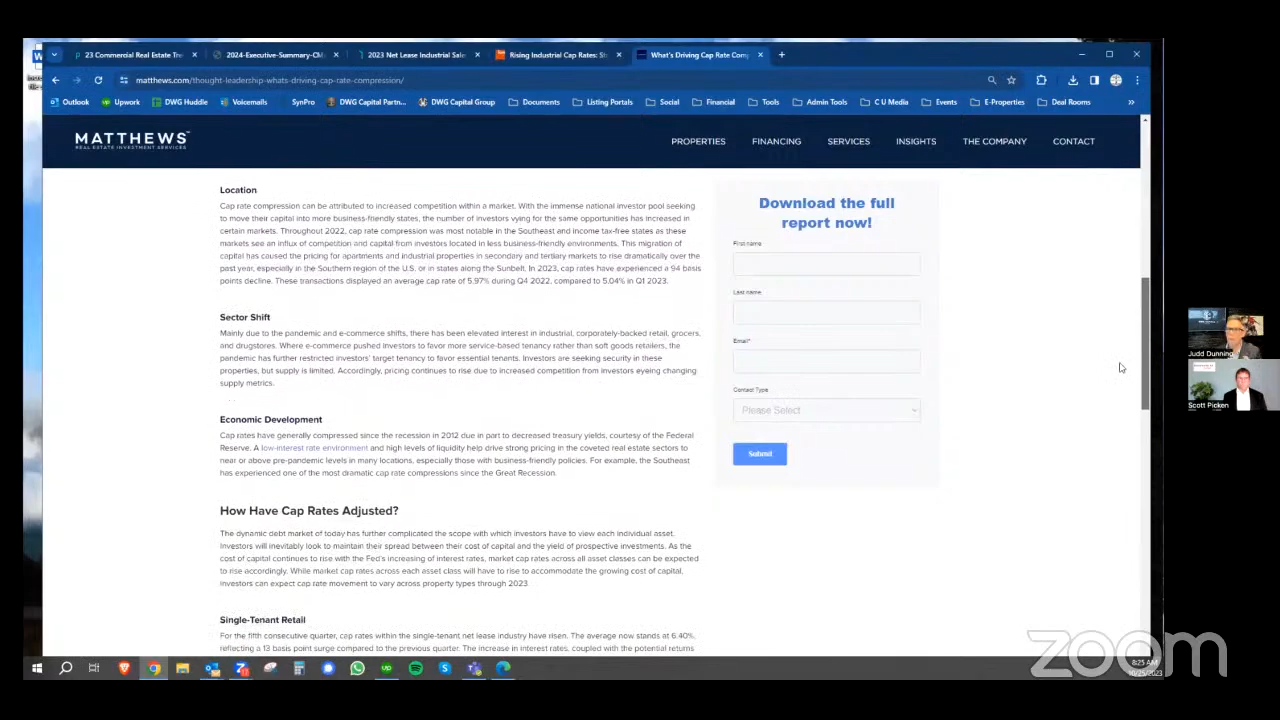 23 Commercial Real Estate Tre
2024-Executive-Summary-CM
2023 Net Lease Industrial Sale
Rising Industrial Cap Rates: St
What's Driving Cap Rate Comp
matthews.com/thought-leadership-whats-driving-cap-rate-compression/
Outlook
Upwork
DWG Huddle
Voicemails
SynPro
DWG Capital Partn...
DWG Capital Group
Documents
Listing Portals
Social
Financial
Tools
Admin Tools
C U Media
Events
E-Properties
Deal Rooms
MATTHEWS
REAL ESTATE INVESTMENT SERVICES
PROPERTIES
FINANCING
SERVICES
INSIGHTS
THE COMPANY
CONTACT
Location
Cap rate compression can be attributed to increased competition within a market. With the immense national investor pool seeking
to move their capital into more business-friendly states, the number of investors vying for the same opportunities has increased in
certain markets. Throughout 2022, cap rate compression was most notable in the Southeast and income tax-free states as these
markets see an influx of competition and capital from investors located in less business-friendly environments. This migration of
capital has caused the pricing for apartments and industrial properties in secondary and tertiary markets to rise dramatically over the
past year, especially in the Southern region of the U.S. or in states along the Sunbelt. In 2023, cap rates have experienced a 94 basis
points decline. These transactions displayed an average cap rate of 5.97% during Q4 2022, compared to 5.04% in Q1 2023.
Sector Shift
Mainly due to the pandemic and e-commerce shifts, there has been elevated interest in industrial, corporately-backed retail, grocers,
and drugstores. Where e-commerce pushed investors to favor more service-based tenancy rather than soft goods retailers, the
pandemic has further restricted investors' target tenancy to favor essential tenants. Investors are seeking security in these
properties, but supply is limited. Accordingly, pricing continues to rise due to increased competition from investors eyeing changing
supply metrics.
Economic Development
Cap rates have generally compressed since the recession in 2012 due in part to decreased treasury yields, courtesy of the Federal
Reserve. A low-interest rate environment and high levels of liquidity help drive strong pricing in the coveted real estate sectors to
near or above pre-pandemic levels in many locations, especially those with business-friendly policies. For example, the Southeast
has experienced one of the most dramatic cap rate compressions since the Great Recession.
How Have Cap Rates Adjusted?
The dynamic debt market of today has further complicated the scope with which investors have to view each individual asset.
Investors will inevitably look to maintain their spread between their cost of capital and the yield of prospective investments. As the
cost of capital continues to rise with the Fed's increasing of interest rates, market cap rates across all asset classes can be expected
to rise accordingly. While market cap rates across each asset class will have to rise to accommodate the growing cost of capital,
Investors can expect cap rate movement to vary across property types through 2023.
Single-Tenant Retail
For the fifth consecutive quarter, cap rates within the single-tenant net lease industry have risen. The average now stands at 6.40%,
reflecting a 13 basis point surge compared to the previous quarter. The increase in interest rates, coupled with the potential returns
Download the full
report now!
First name
Last name
Email*
Contact Type
Please Select
Submit
Judd Dunning
Scott Picken
zoom
8:25 AM
10/25/2023